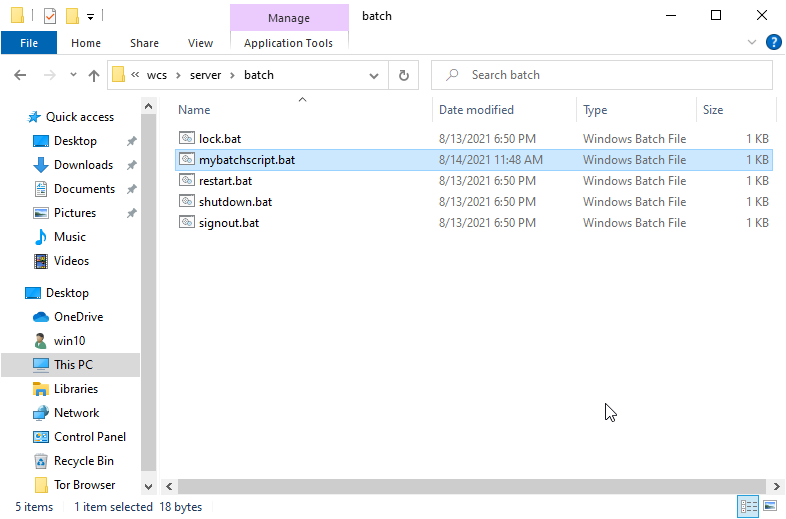 Manage
batch
File
Home
Share
View
Application Tools
wcs
server
batch
Search batch
Name
Date modified
Type
Size
lock.bat 8/13/2021 6:50 PM Windows Batch File 1 KB
mybatchscript.bat 8/14/2021 11:48 AM Windows Batch File 1 KB
restart.bat 8/13/2021 6:50 PM Windows Batch File 1 KB
shutdown.bat 8/13/2021 6:50 PM Windows Batch File 1 KB
signout.bat 8/13/2021 6:50 PM Windows Batch File 1 KB
Quick access
Desktop
Downloads
Documents
Pictures
Music
Videos
Desktop
OneDrive
win10
This PC
Libraries
Network
Control Panel
Recycle Bin
Tor Browser
5 items 1 item selected 18 bytes